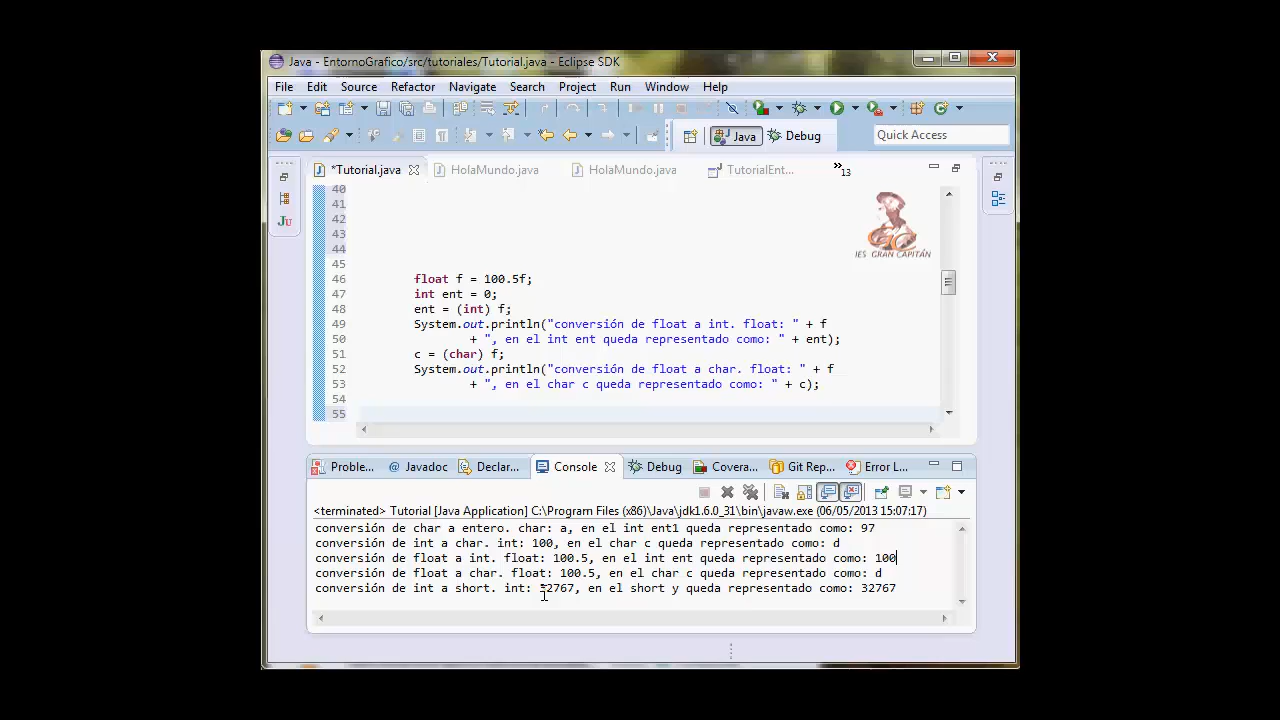 Java - EntornoGrafico/src/tutoriales/Tutorial.java - Eclipse SDK
File Edit Source Refactor Navigate Search Project Run Window Help
Java Debug Quick Access
*Tutorial.java HolaMundo.java HolaMundo.java TutorialEnt... »13
40
41
42
43
44
45
46 float f = 100.5f;
47 int ent = 0;
48 ent = (int) f;
49 System.out.println("conversión de float a int. float: " + f
50 + ", en el int ent queda representado como: " + ent);
51 c = (char) f;
52 System.out.println("conversión de float a char. float: " + f
53 + ", en el char c queda representado como: " + c);
54
55
IES GRAN CAPITÁN
Proble... @ Javadoc Declar... Console Debug Covera... Git Rep... Error L...
<terminated> Tutorial [Java Application] C:\Program Files (x86)\Java\jdk1.6.0_31\bin\javaw.exe (06/05/2013 15:07:17)
conversión de char a entero. char: a, en el int ent1 queda representado como: 97
conversión de int a char. int: 100, en el char c queda representado como: d
conversión de float a int. float: 100.5, en el int ent queda representado como: 100
conversión de float a char. float: 100.5, en el char c queda representado como: d
conversión de int a short. int: 32767, en el short y queda representado como: 32767